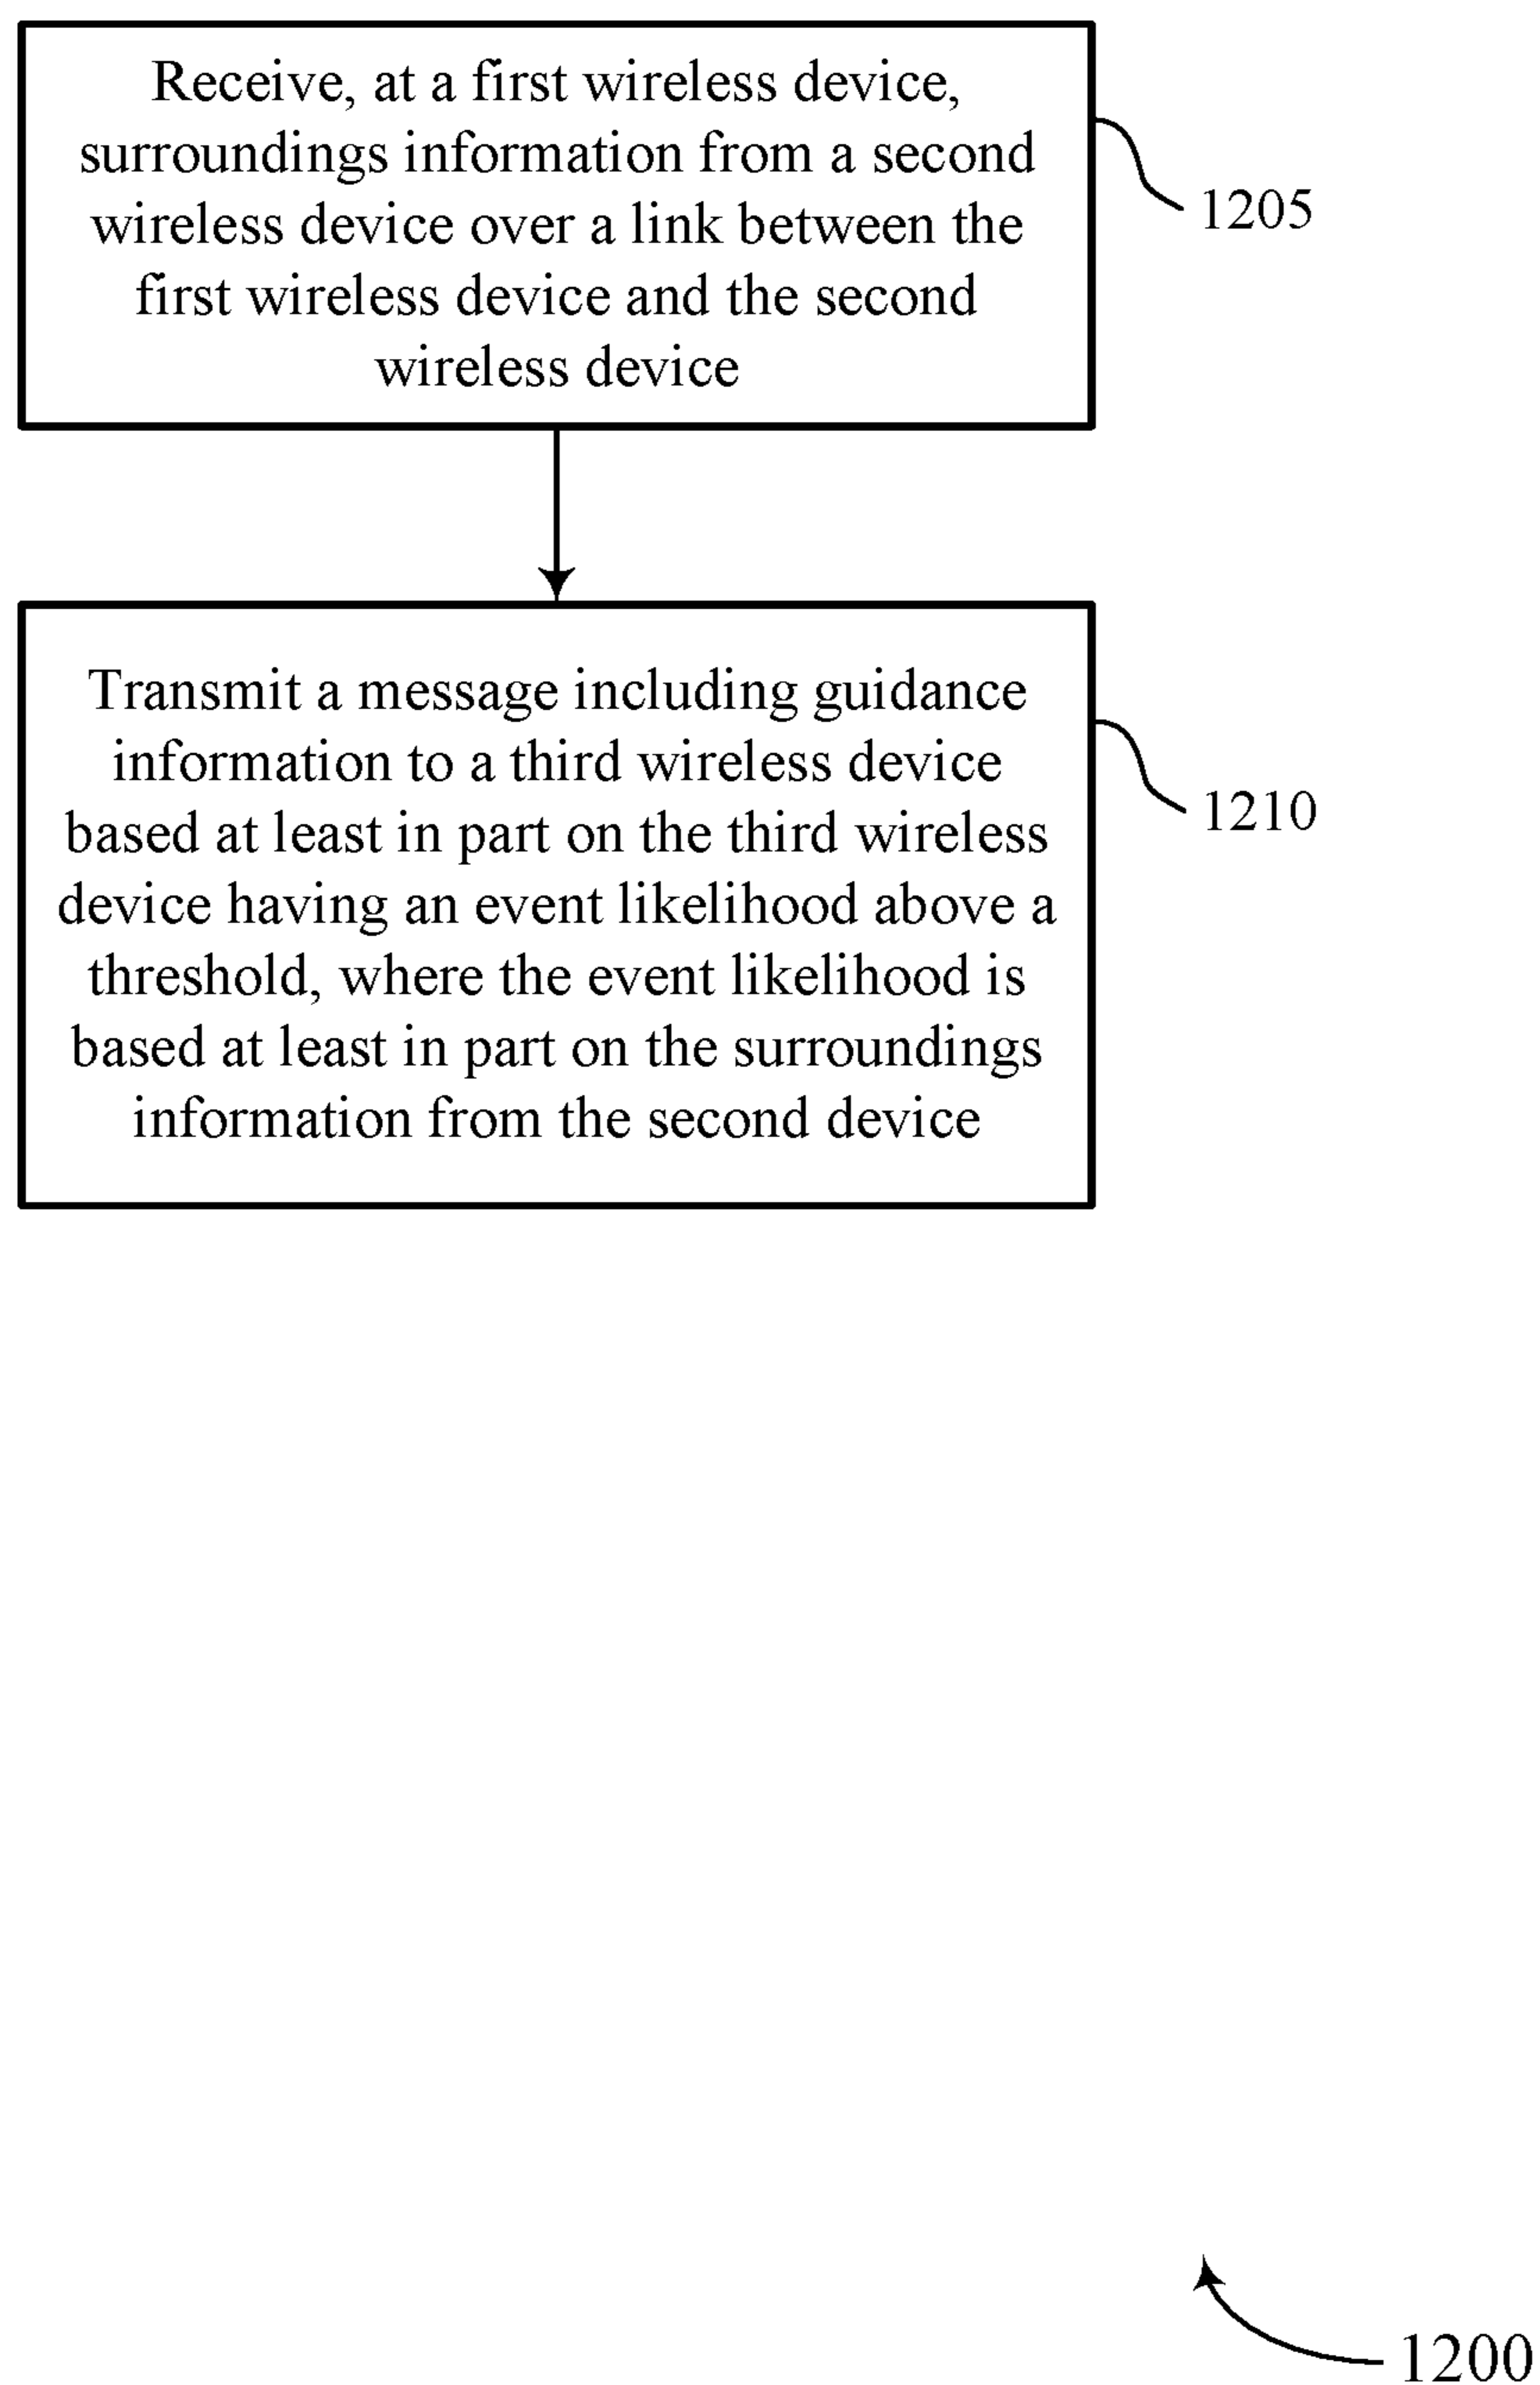 Receive, at a first wireless device,
surroundings information from a second
wireless device over a link between the
first wireless device and the second
wireless device
1205
Transmit a message including guidance
information to a third wireless device
based at least in part on the third wireless
device having an event likelihood above a
threshold, where the event likelihood is
based at least in part on the surroundings
information from the second device
1210
1200